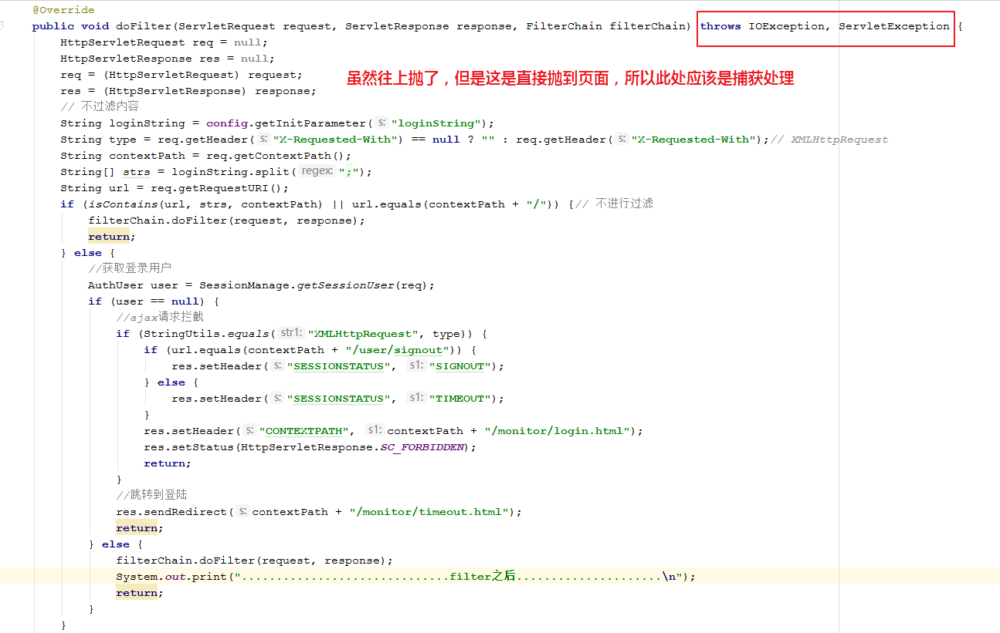 @Override
public void doFilter(ServletRequest request, ServletResponse response, FilterChain filterChain) throws IOException, ServletException {
HttpServletRequest req = null;
HttpServletResponse res = null;
req = (HttpServletRequest) request;
虽然往上抛了，但是这是直接抛到页面，所以此处应该是捕获处理
res = (HttpServletResponse) response;
// 不过滤内容
String loginString = config.getInitParameter( s: "loginString");
String type = req.getHeader( s: "X-Requested-With") == null ? "" : req.getHeader( s: "X-Requested-With");// XMLHttpRequest
String contextPath = req.getContextPath();
String[] strs = loginString.split( regex: ";");
String url = req.getRequestURI();
if (isContains(url, strs, contextPath) || url.equals(contextPath + "/")) {// 不进行过滤
filterChain.doFilter(request, response);
return;
} else {
//获取登录用户
AuthUser user = SessionManage.getSessionUser(req);
if (user == null) {
//ajax请求拦截
if (StringUtils.equals( str1: "XMLHttpRequest", type)) {
if (url.equals(contextPath + "/user/signout")) {
res.setHeader( s: "SESSIONSTATUS", s1: "SIGNOUT");
} else {
res.setHeader( s: "SESSIONSTATUS", s1: "TIMEOUT");
}
res.setHeader( s: "CONTEXTPATH", s1: contextPath + "/monitor/login.html");
res.setStatus(HttpServletResponse.SC_FORBIDDEN);
return;
}
//跳转到登陆
res.sendRedirect( s: contextPath + "/monitor/timeout.html");
return;
} else {
filterChain.doFilter(request, response);
System.out.print("..............................filter之后.....................\n");
return;
}
}